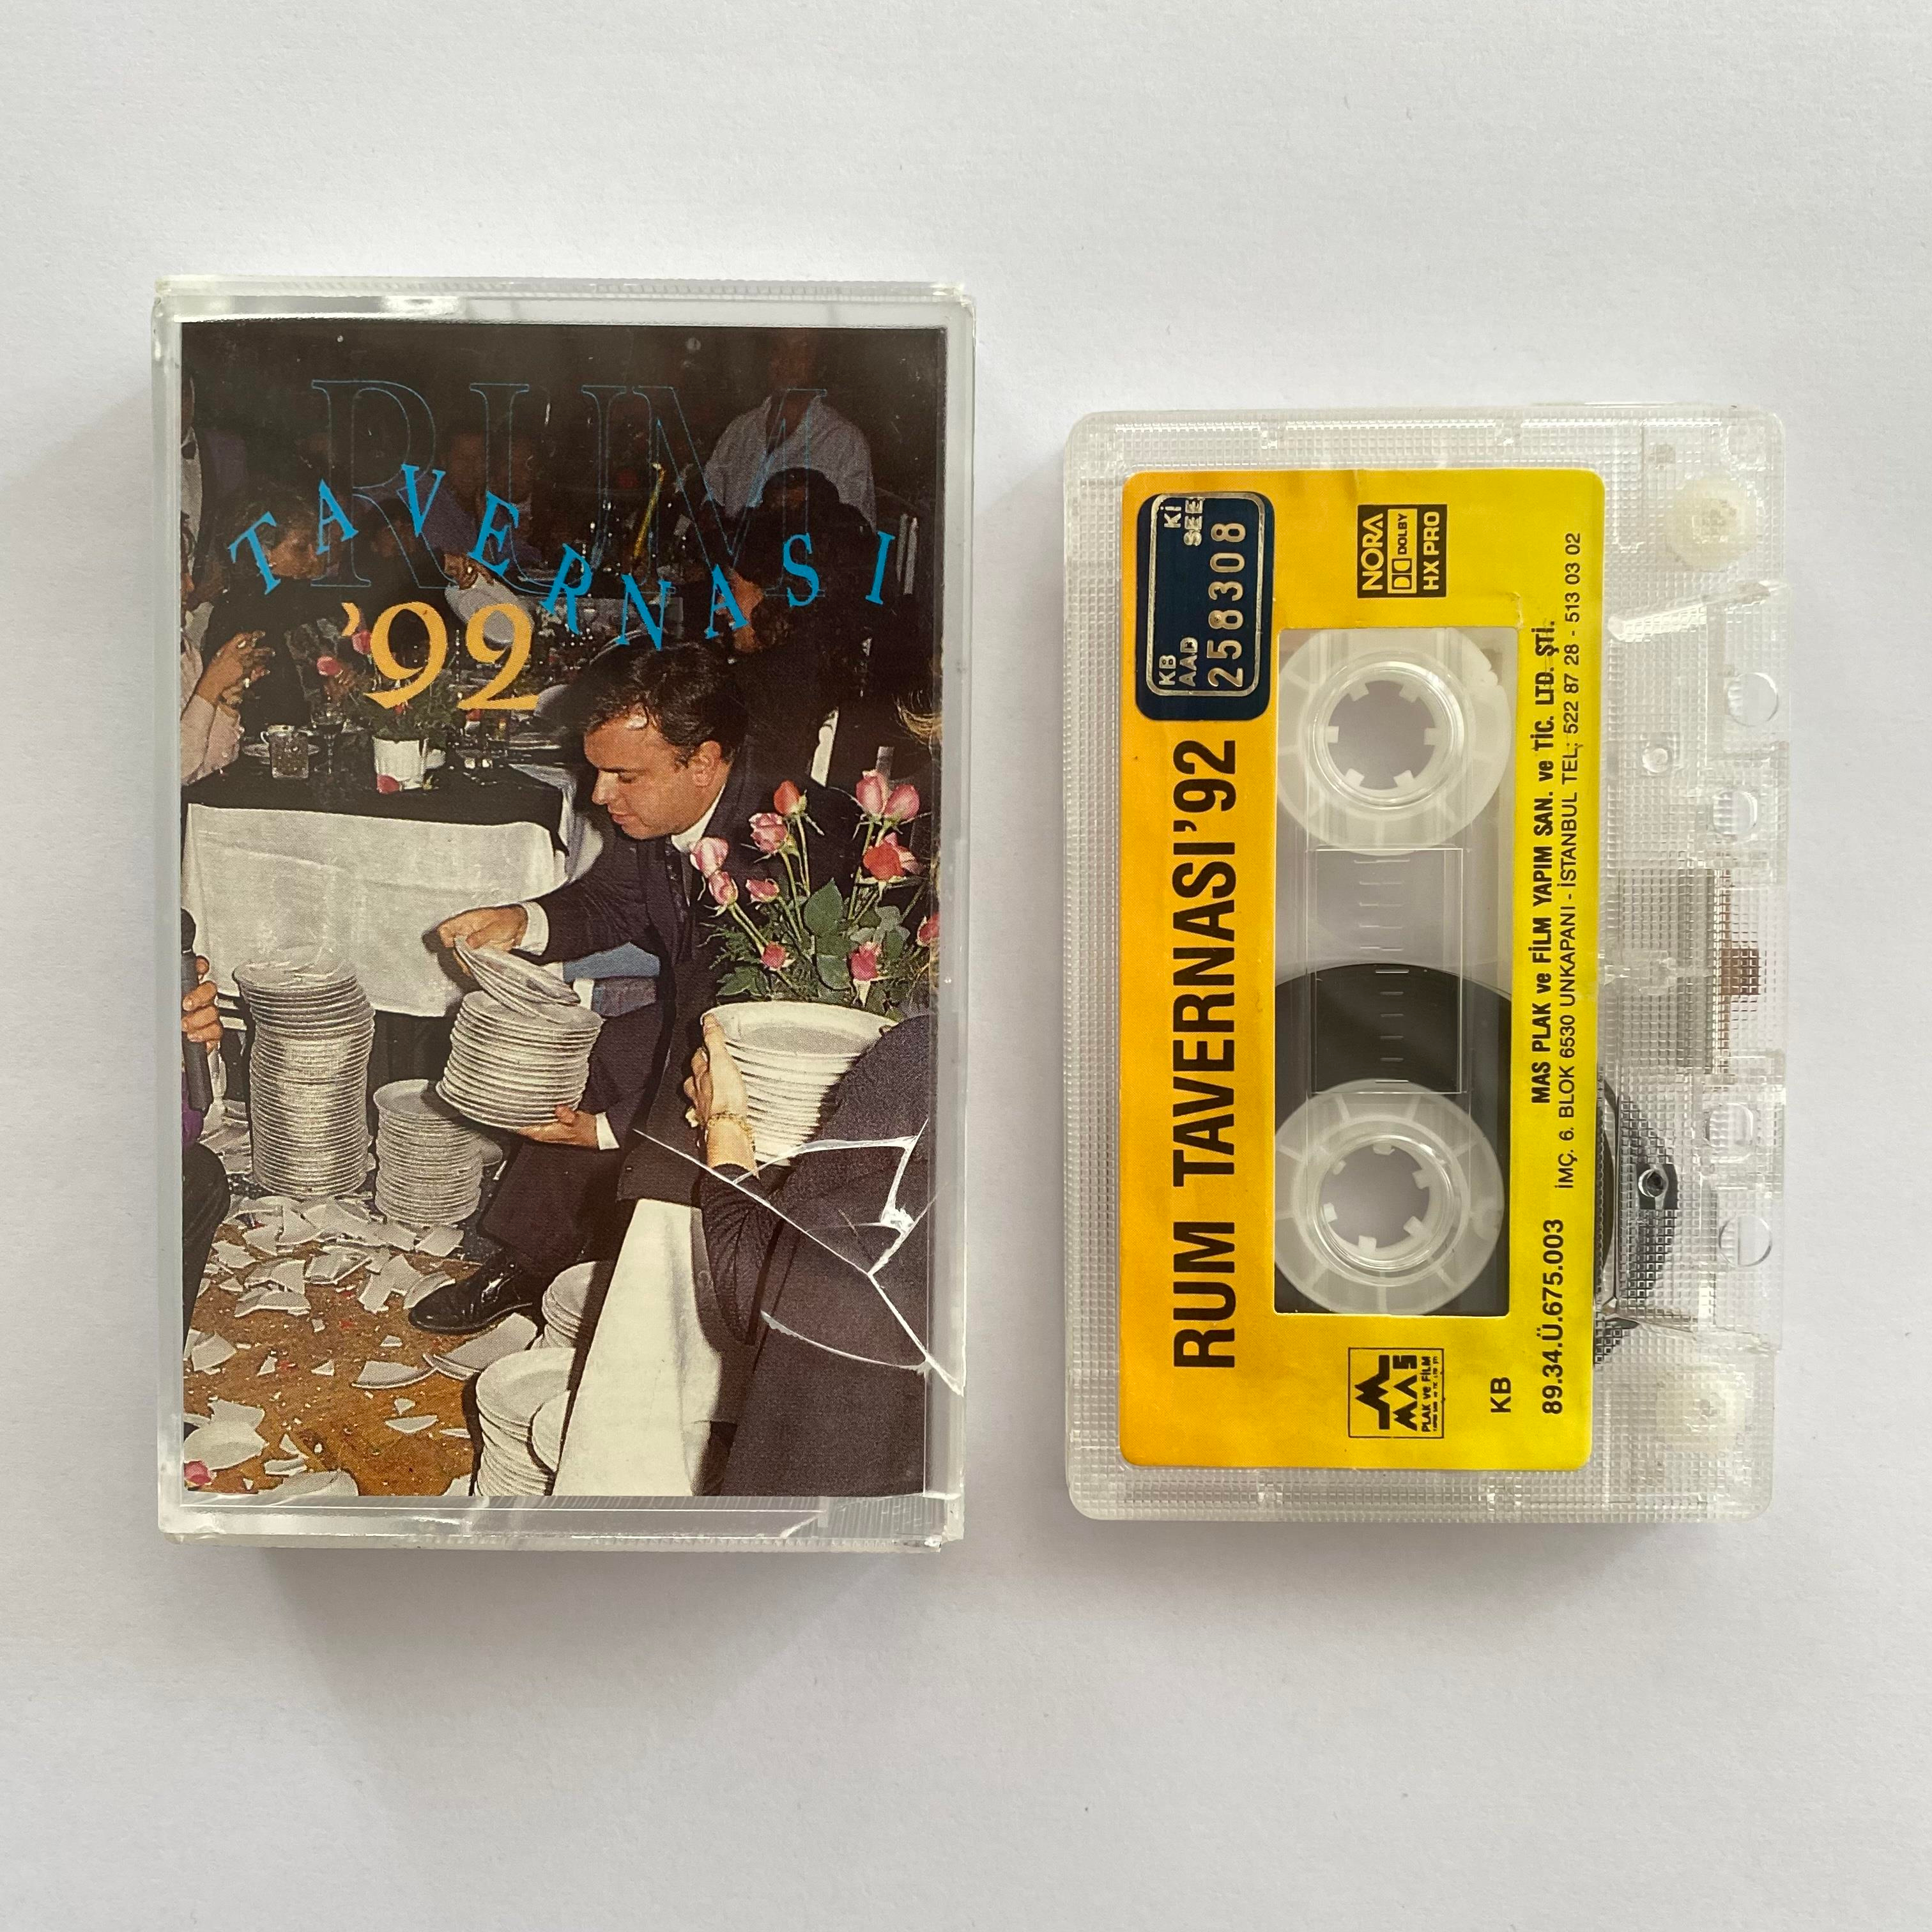 RUM
TAVERNASI
'92
KB
AAD
Kİ
SEE
258308
RUM TAVERNASI'92
NORA
DOLBY
HX PRO
MAS
PLAK ve FİLM
KB
MAS PLAK ve FİLM YAPIM SAN. ve TİC. LTD. ŞTİ.
89.34.Ü.675.003 İMÇ. 6. BLOK 6530 UNKAPANI - İSTANBUL TEL: 522 87 28 - 513 03 02